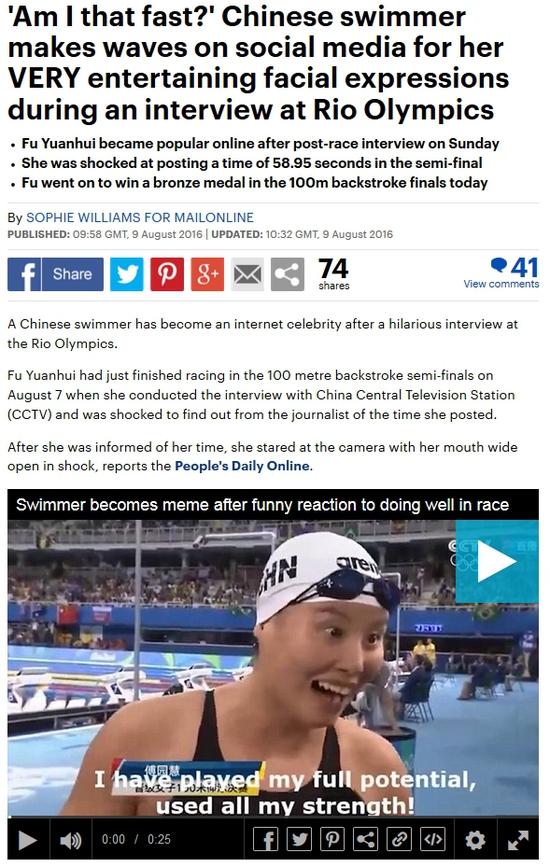 'Am I that fast?' Chinese swimmer
makes waves on social media for her
VERY entertaining facial expressions
during an interview at Rio Olympics
• Fu Yuanhui became popular online after post-race interview on Sunday
• She was shocked at posting a time of 58.95 seconds in the semi-final
• Fu went on to win a bronze medal in the 100m backstroke finals today
By SOPHIE WILLIAMS FOR MAILONLINE
PUBLISHED: 09:58 GMT, 9 August 2016 | UPDATED: 10:32 GMT, 9 August 2016
Share
74
shares
41
View comments
A Chinese swimmer has become an internet celebrity after a hilarious interview at
the Rio Olympics.
Fu Yuanhui had just finished racing in the 100 metre backstroke semi-finals on
August 7 when she conducted the interview with China Central Television Station
(CCTV) and was shocked to find out from the journalist of the time she posted.
After she was informed of her time, she stared at the camera with her mouth wide
open in shock, reports the People's Daily Online.
Swimmer becomes meme after funny reaction to doing well in race
CHN
arena
傅园慧
I have played my full potential,
used all my strength!
0:00 / 0:25